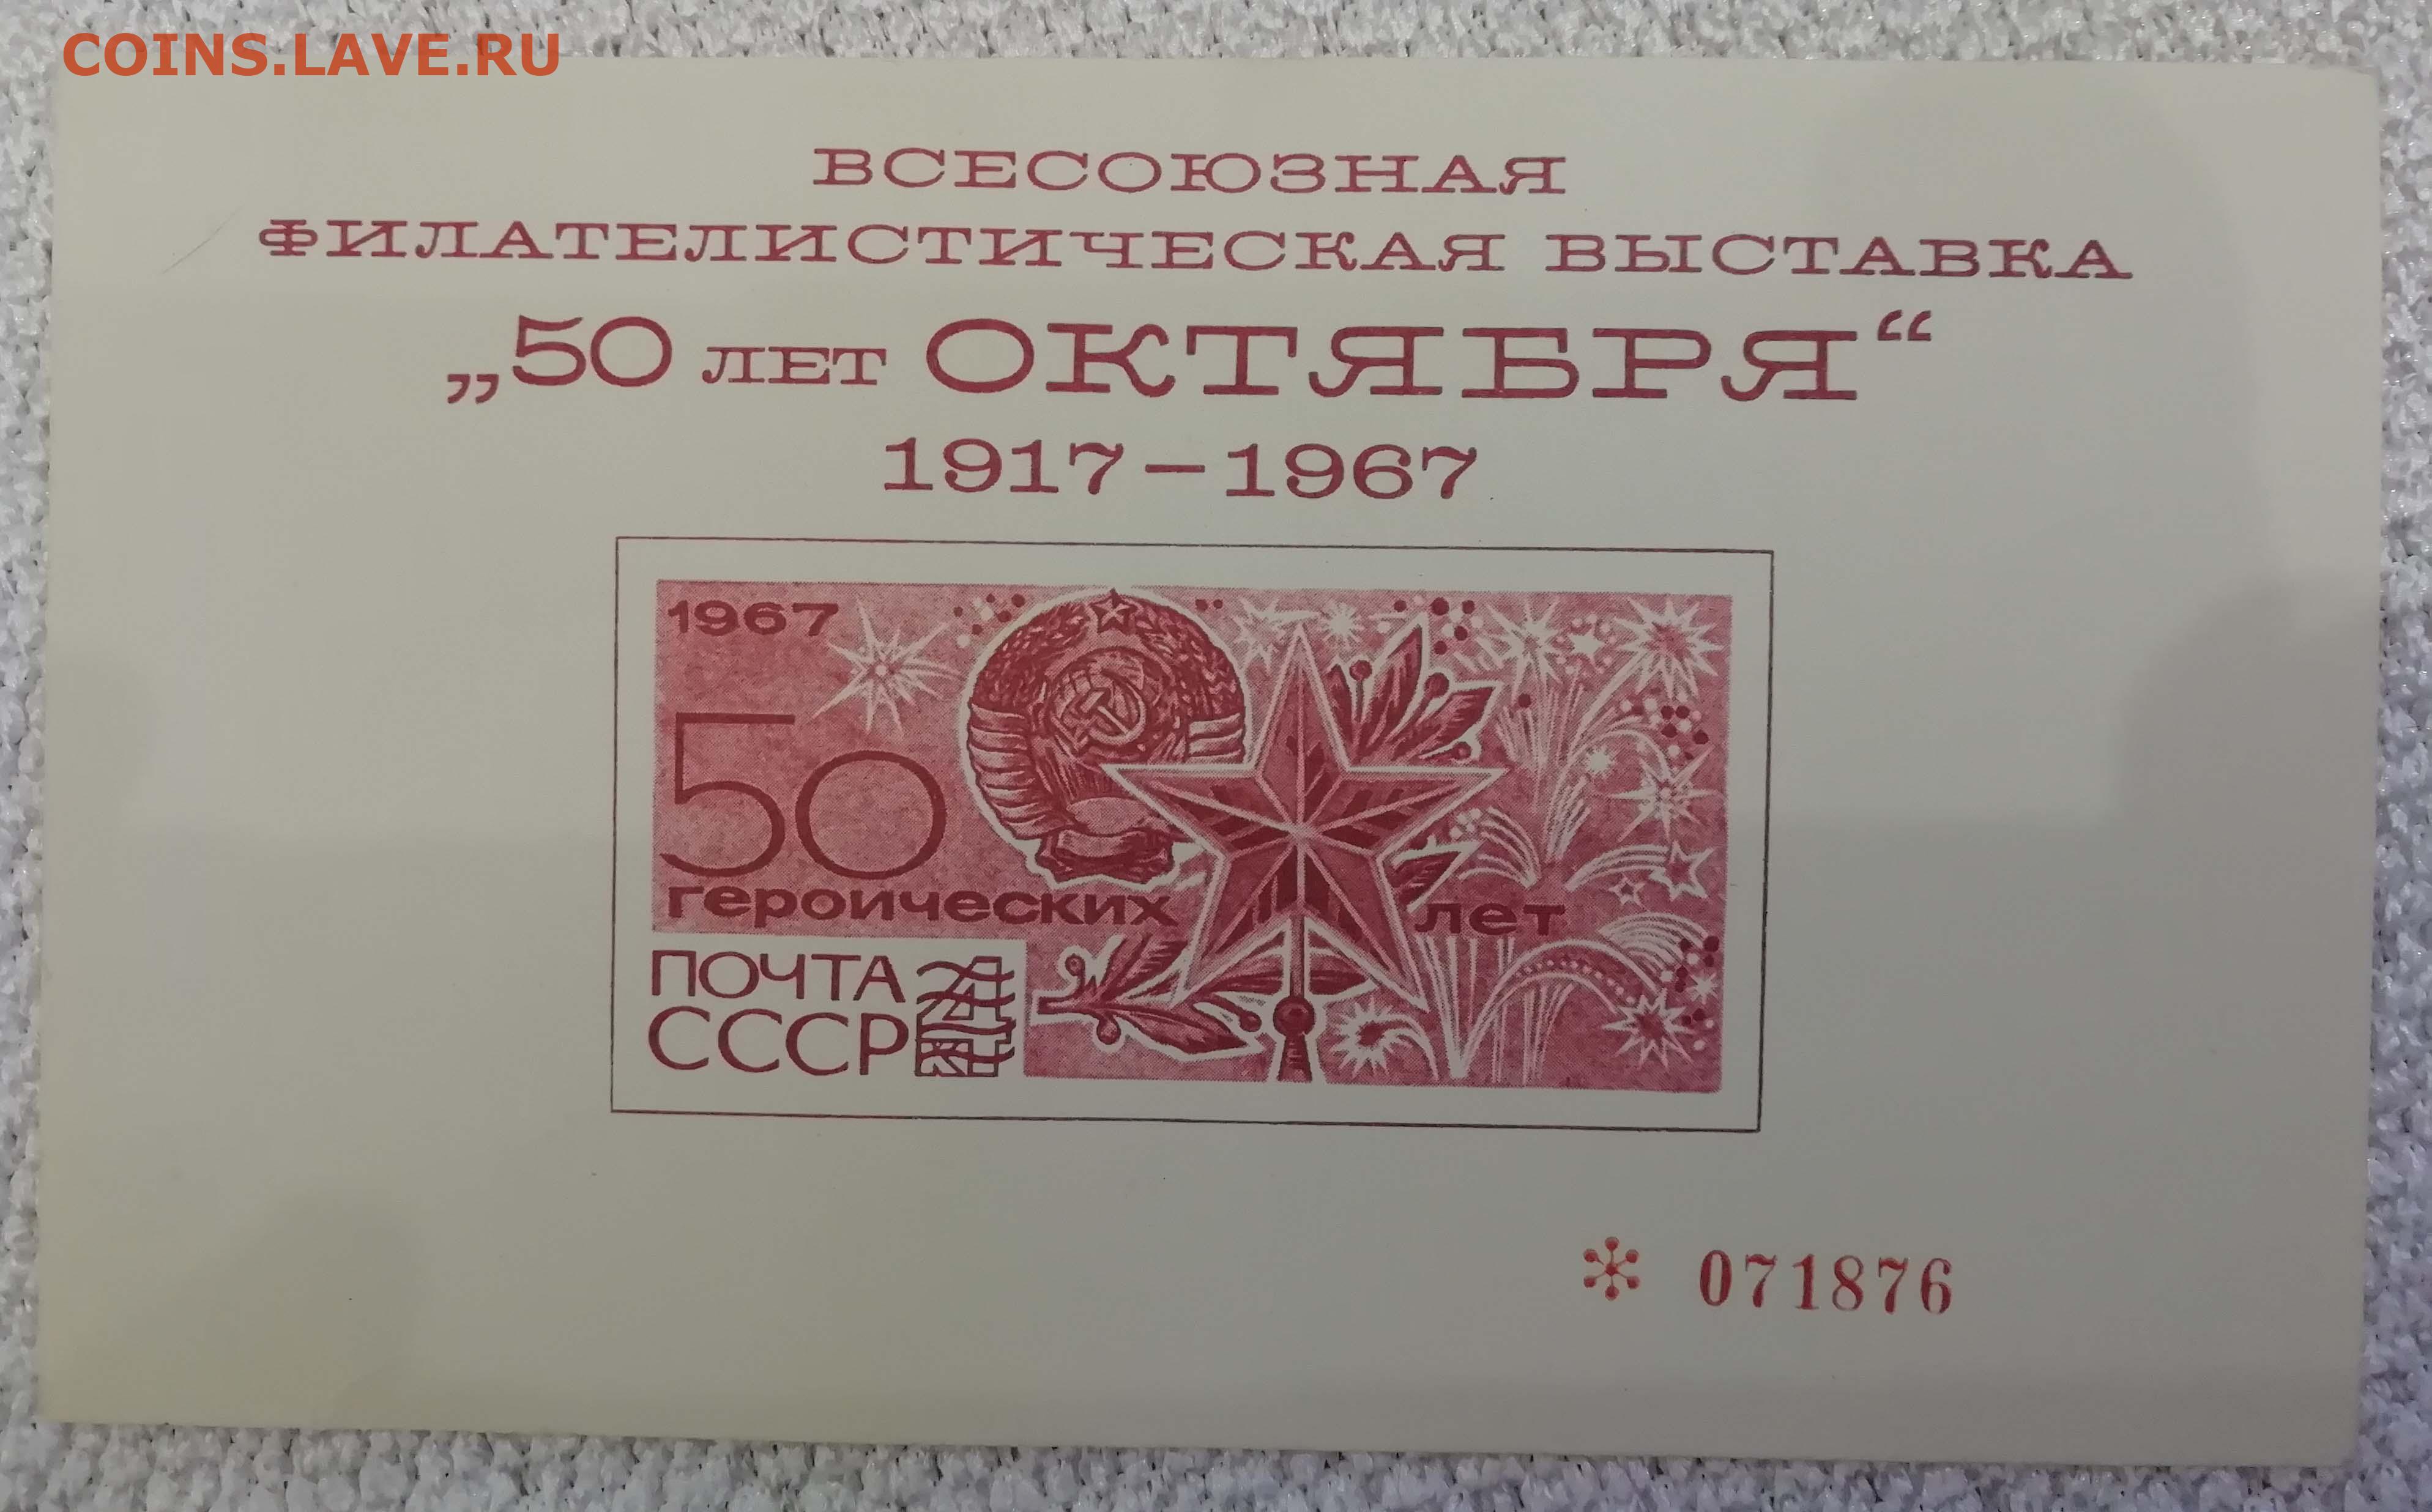 COINS.LAVE.RU
ВСЕСОЮЗНАЯ
ФИЛАТЕЛИСТИЧЕСКАЯ ВЫСТАВКА
„50 ЛЕТ ОКТЯБРЯ“
1917–1967
1967
50
героических лет
ПОЧТА
СССР 4 КОП
071876